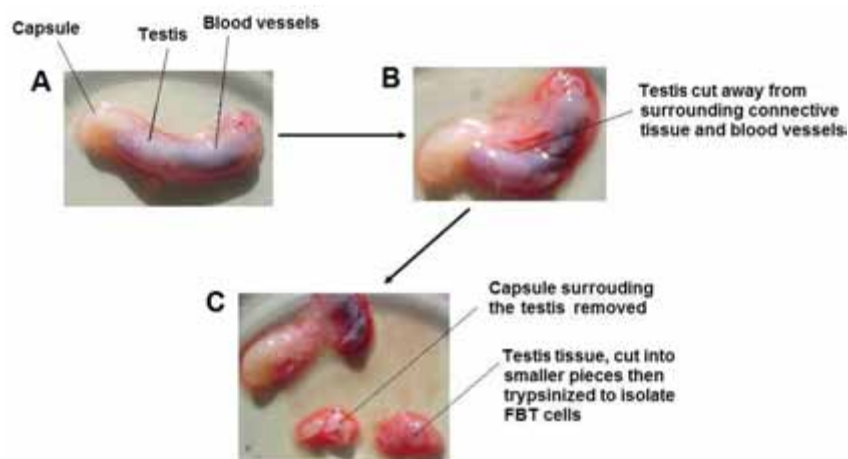 Capsule
Testis
Blood vessels
A
B
Testis cut away from
surrounding connective
tissue and blood vessels
C
Capsule surrouding
the testis removed
Testis tissue, cut into
smaller pieces then
trypsinized to isolate
FBT cells